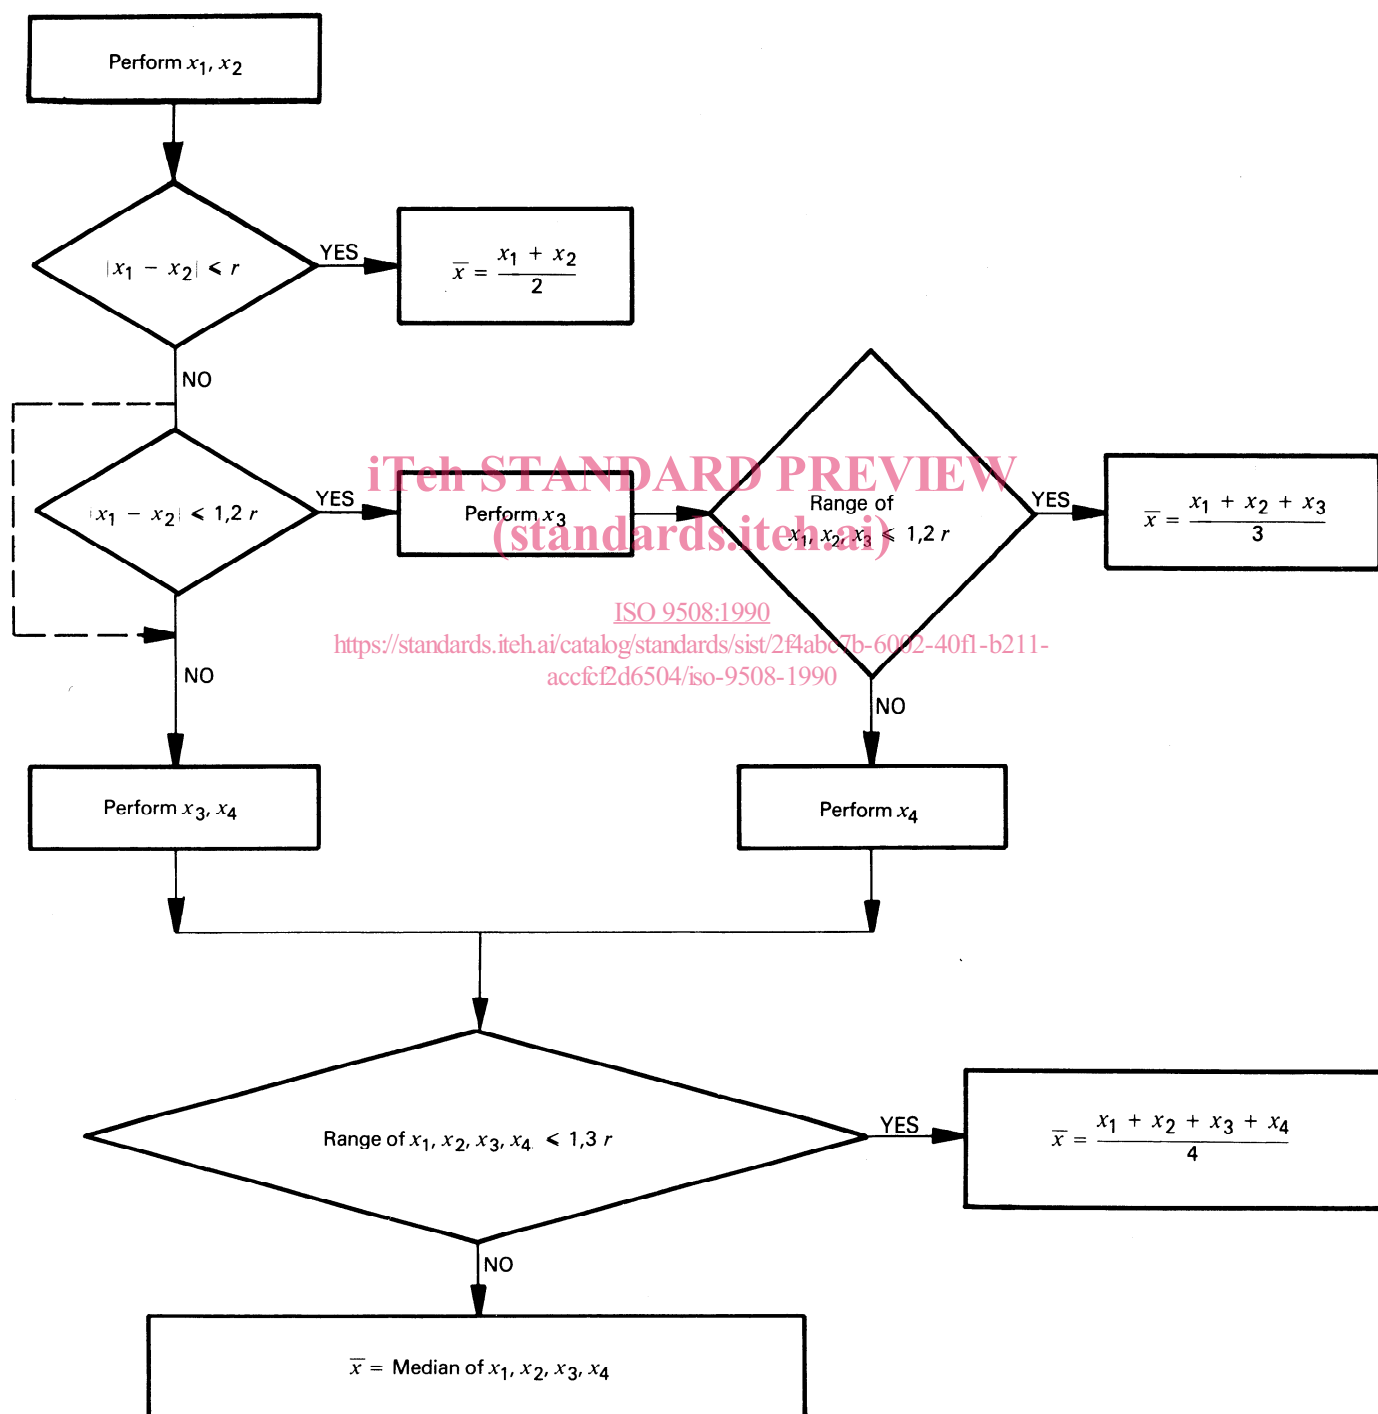 Perform x1, x2
|x1 − x2| ⩽ r
YES
x̅ = x1 + x2 / 2
NO
|x1 − x2| ⩽ 1,2 r
YES
Perform x3
Range of
x1, x2, x3 ⩽ 1,2 r
YES
x̅ = x1 + x2 + x3 / 3
iTeh STANDARD PREVIEW
(standards.iteh.ai)
ISO 9508:1990
https://standards.iteh.ai/catalog/standards/sist/2f4abc7b-6002-40f1-b211-
accfcf2d6504/iso-9508-1990
NO
NO
Perform x3, x4
Perform x4
Range of x1, x2, x3, x4 ⩽ 1,3 r
YES
x̅ = x1 + x2 + x3 + x4 / 4
NO
x̅ = Median of x1, x2, x3, x4